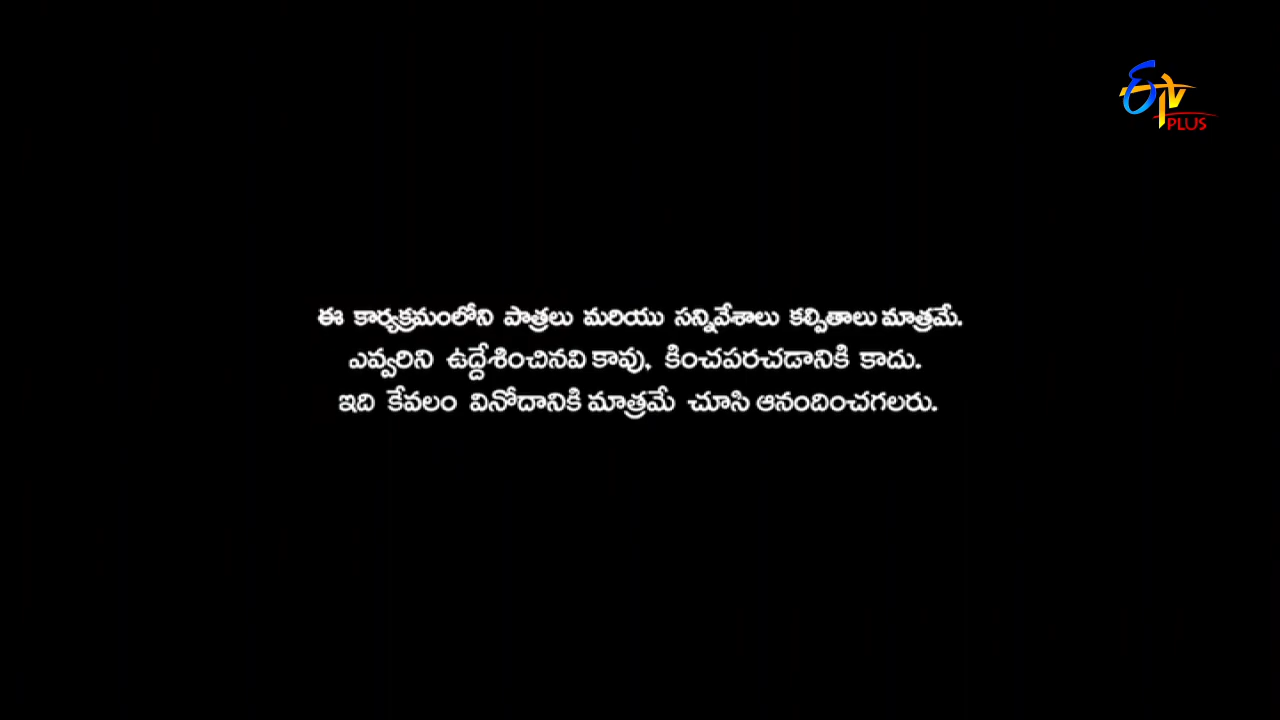 ETV
PLUS
ఈ కార్యక్రమంలోని పాత్రలు మరియు సన్నివేశాలు కల్పితాలు మాత్రమే.
ఎవ్వరిని ఉద్దేశించినవి కావు, కించపరచడానికి కాదు.
ఇది కేవలం వినోదానికి మాత్రమే చూసి ఆనందించగలరు.